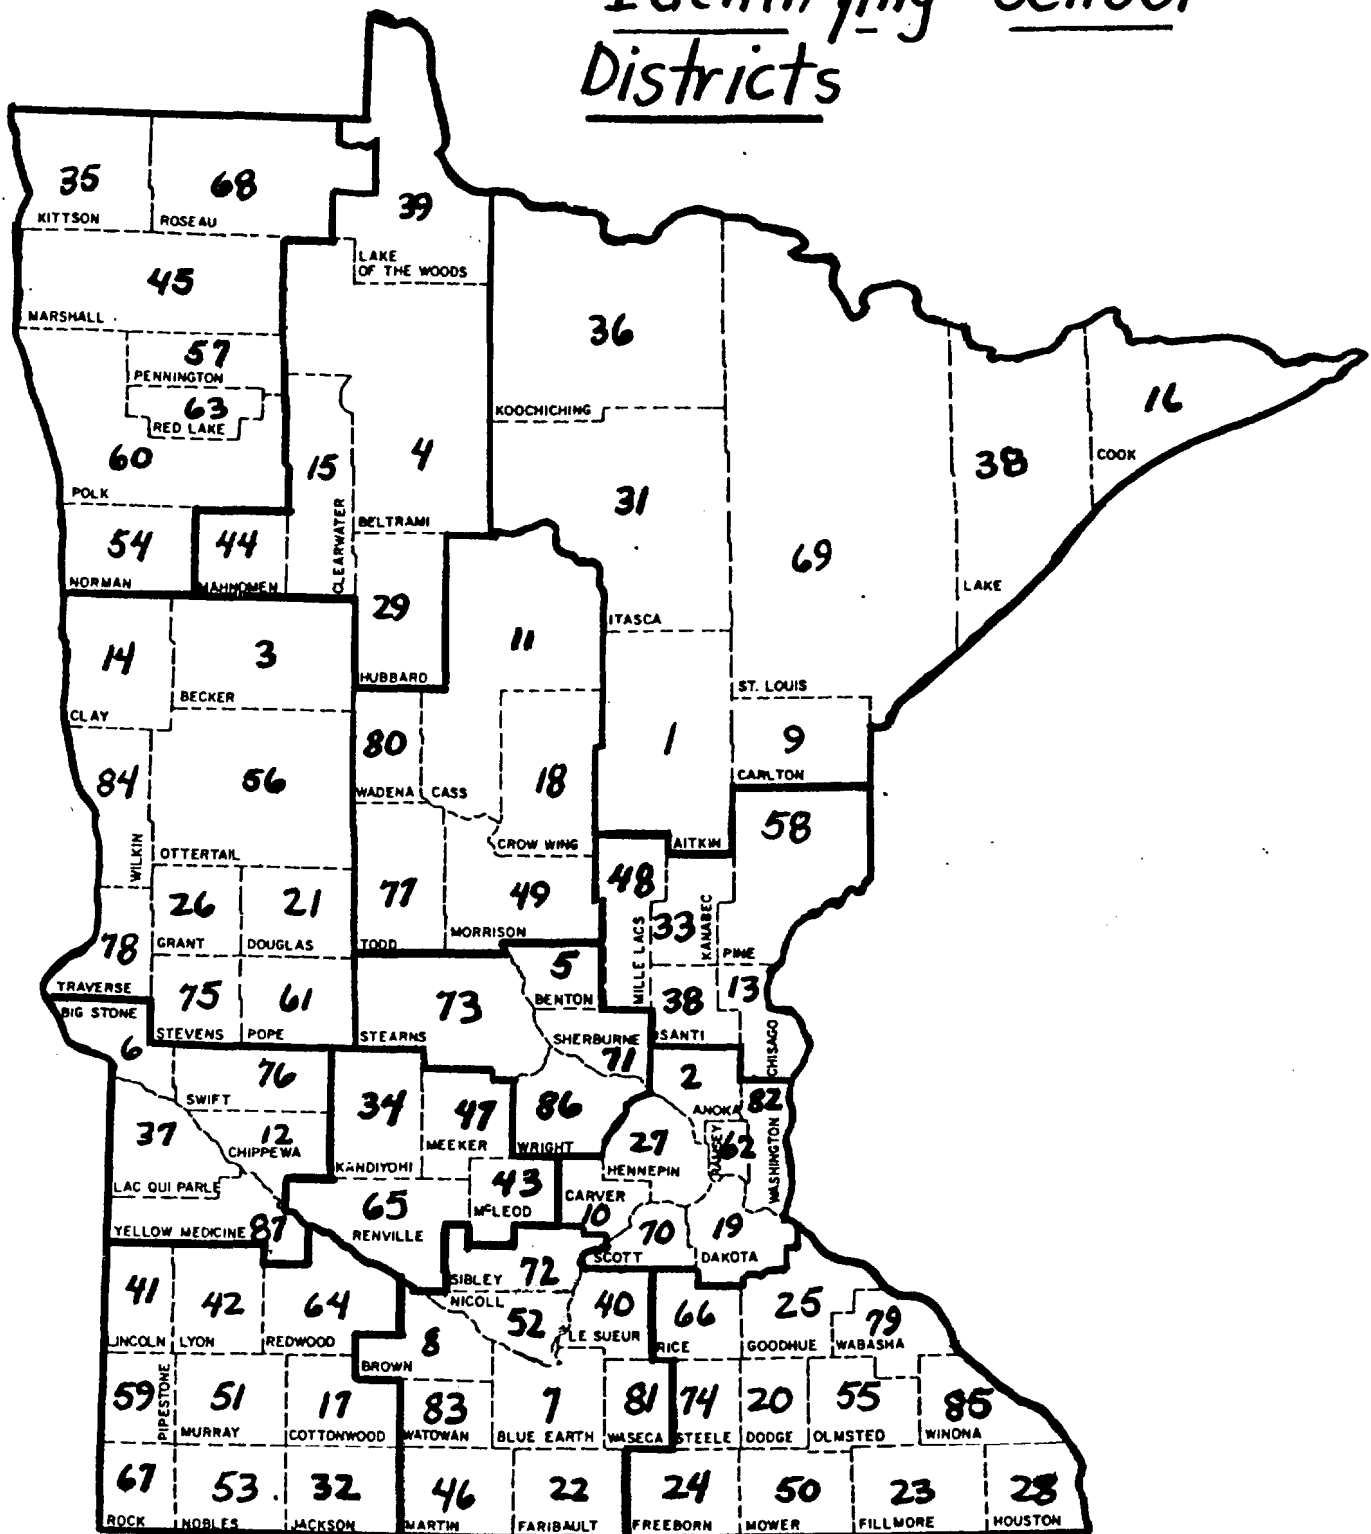 Identifying School
Districts
35
KITTSON
68
ROSEAU
39
LAKE
OF THE WOODS
45
MARSHALL
57
PENNINGTON
63
RED LAKE
60
POLK
15
CLEARWATER
4
BELTRAMI
36
KOOCHICHING
31
ITASCA
69
ST. LOUIS
38
LAKE
16
COOK
54
NORMAN
44
MAHNOMEN
29
HUBBARD
11
CASS
14
CLAY
3
BECKER
80
WADENA
18
CROW WING
1
AITKIN
9
CARLTON
84
WILKIN
56
OTTERTAIL
58
PINE
26
GRANT
21
DOUGLAS
77
TODD
49
MORRISON
48
MILLE LACS
33
KANABEC
78
TRAVERSE
75
STEVENS
61
POPE
73
STEARNS
5
BENTON
38
SANTI
13
CHISAGO
BIG STONE
6
76
SWIFT
SHERBURNE
71
2
ANOKA
82
WASHINGTON
37
LAC QUI PARLE
12
CHIPPEWA
34
KANDIYOHI
47
MEEKER
86
WRIGHT
27
HENNEPIN
62
RAMSEY
YELLOW MEDICINE 87
65
RENVILLE
43
McLEOD
CARVER
10
70
SCOTT
19
DAKOTA
41
LINCOLN
42
LYON
64
REDWOOD
SIBLEY 72
NICOLL
52
40
LE SUEUR
66
RICE
25
GOODHUE
79
WABASHA
8
BROWN
59
PIPESTONE
51
MURRAY
17
COTTONWOOD
83
WATOWAN
7
BLUE EARTH
81
WASECA
74
STEELE
20
DODGE
55
OLMSTED
85
WINONA
67
ROCK
53
NOBLES
32
JACKSON
46
MARTIN
22
FARIBAULT
24
FREEBORN
50
MOWER
23
FILLMORE
28
HOUSTON